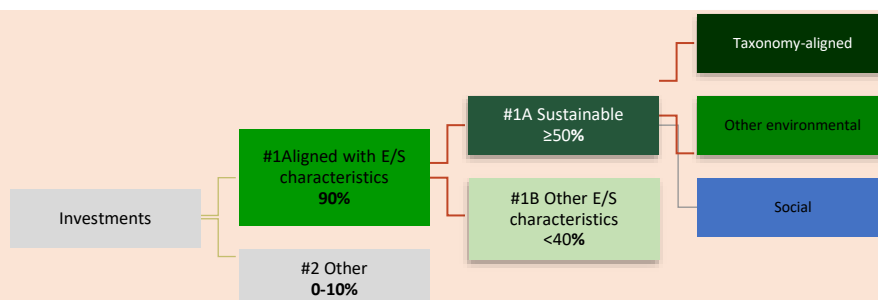 Taxonomy-aligned
#1A Sustainable
≥50%
Other environmental
#1Aligned with E/S
characteristics
90%
#1B Other E/S
characteristics
<40%
Social
Investments
#2 Other
0-10%